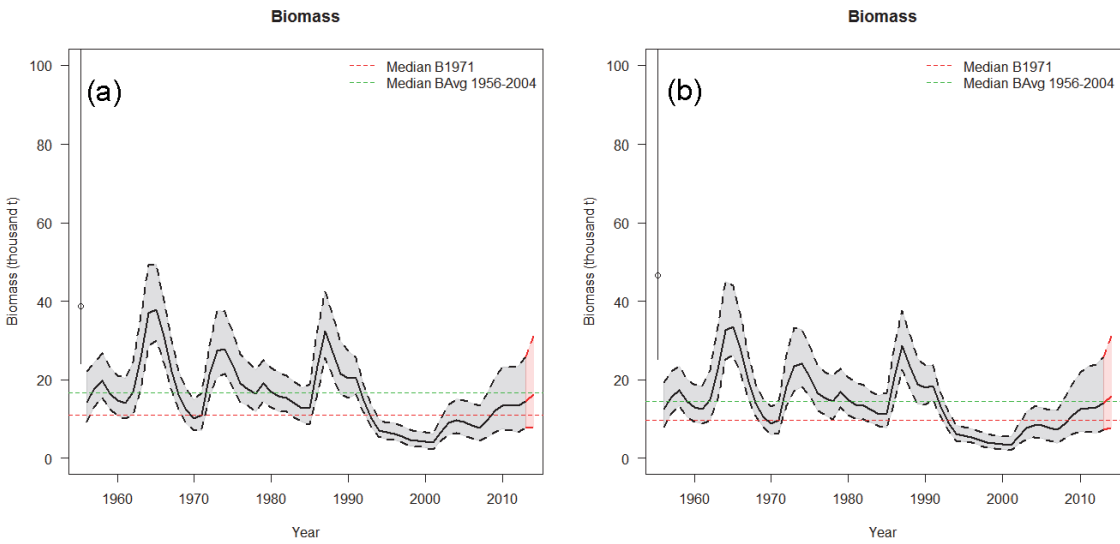 Biomass
Median B1971
Median BAvg 1956-2004
(a)
100
80
60
40
20
0
Biomass (thousand t)
1960 1970 1980 1990 2000 2010
Year
Biomass
Median B1971
Median BAvg 1956-2004
(b)
100
80
60
40
20
0
Biomass (thousand t)
1960 1970 1980 1990 2000 2010
Year